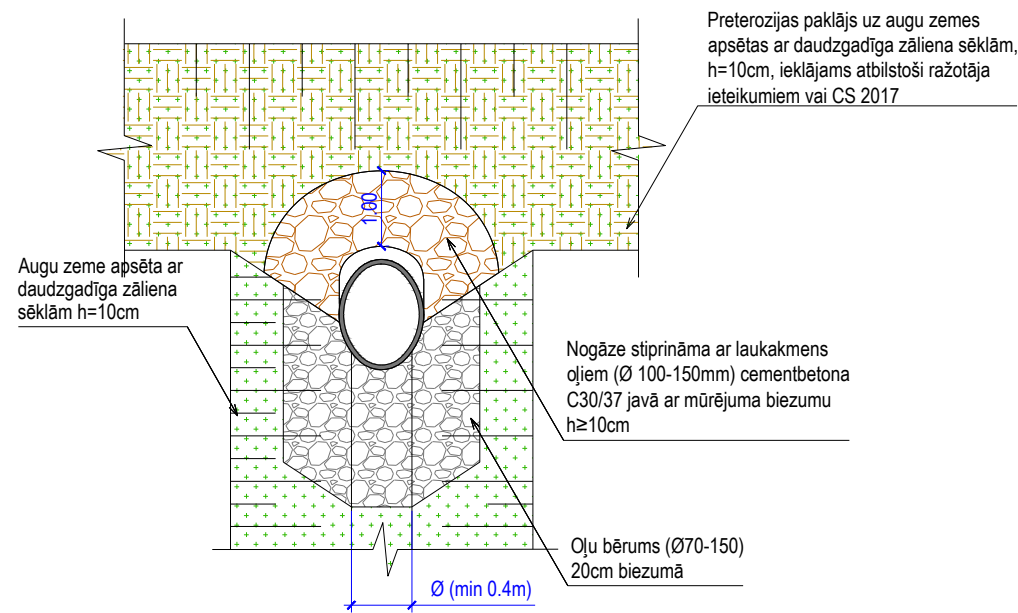 Preterozijas paklājs uz augu zemes
apsētas ar daudzgadīga zāliena sēklām,
h=10cm, ieklājams atbilstoši ražotāja
ieteikumiem vai CS 2017
1.00
Augu zeme apsēta ar
daudzgadīga zāliena
sēklām h=10cm
Nogāze stiprināma ar laukakmens
oļiem (Ø 100-150mm) cementbetona
C30/37 javā ar mūrējuma biezumu
h≥10cm
Oļu bērums (Ø70-150)
20cm biezumā
Ø (min 0.4m)